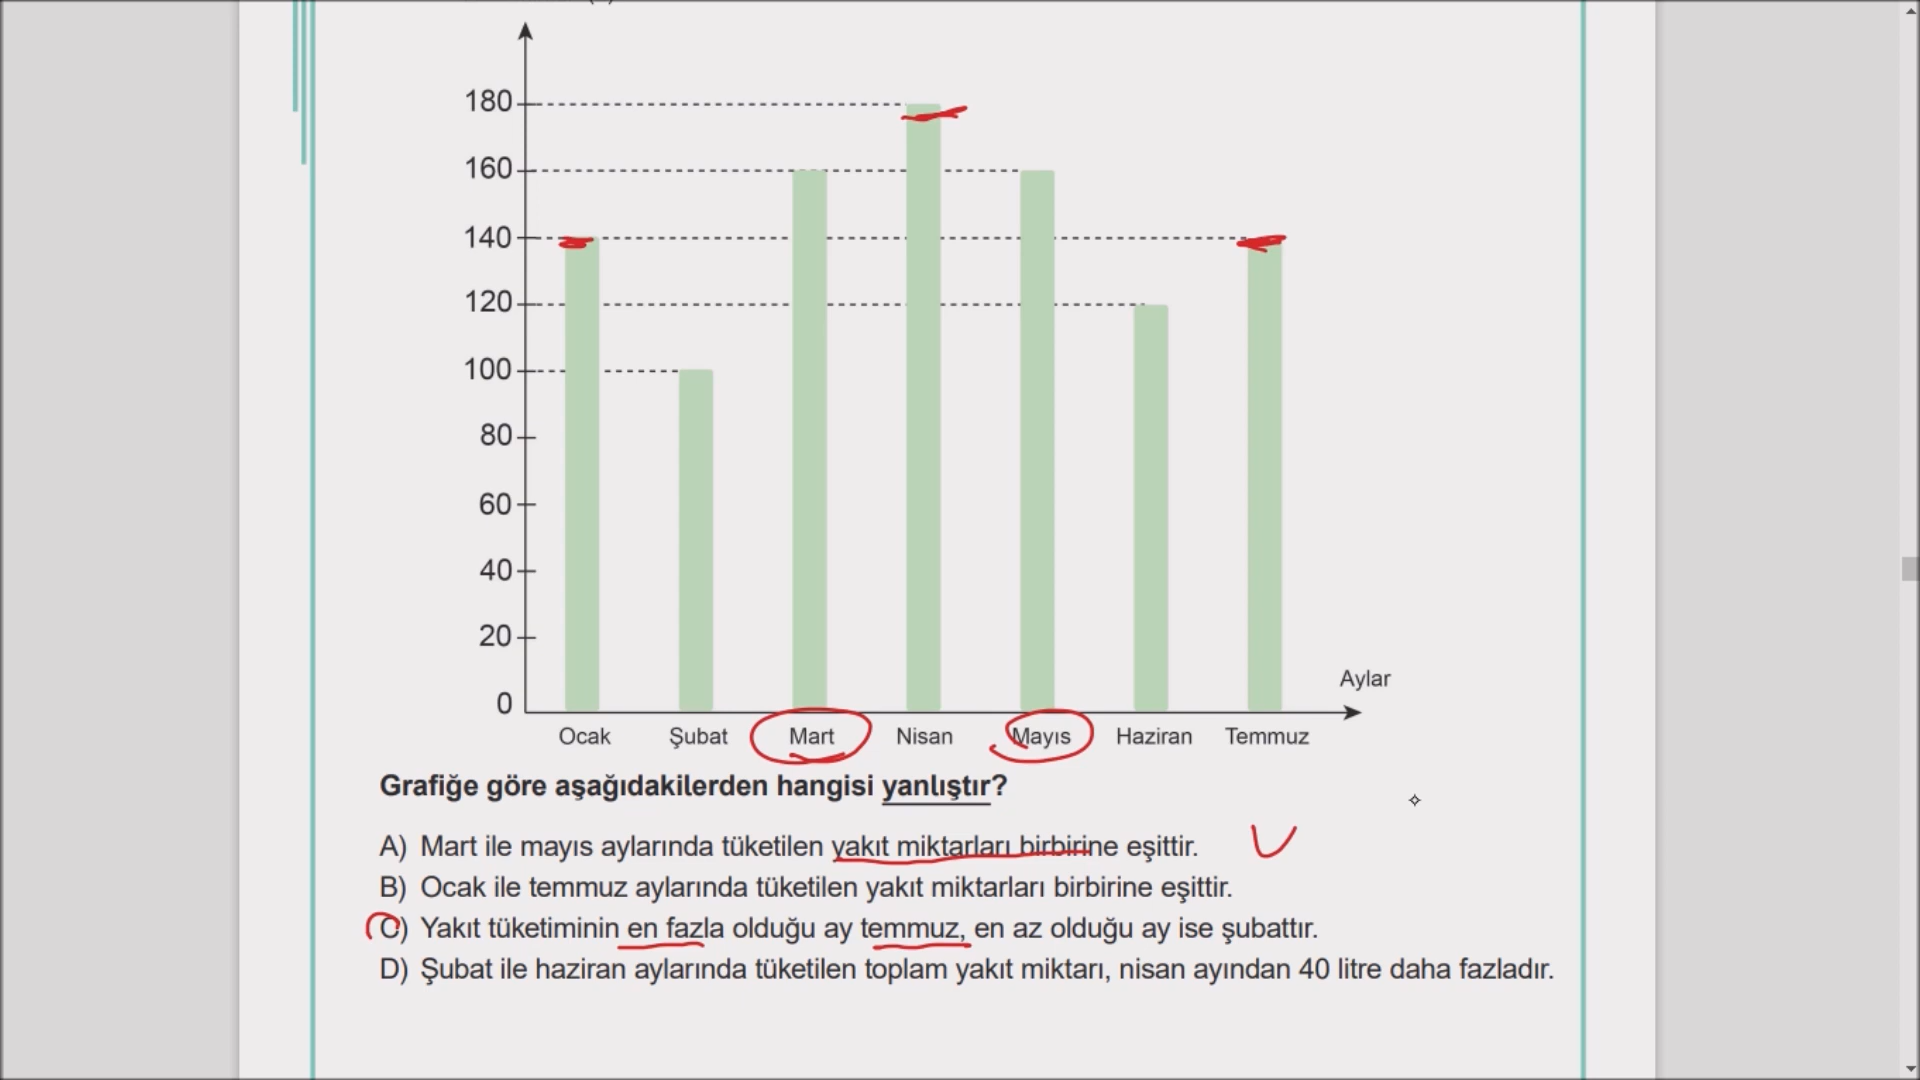 180
160
140
120
100
80
60
40
20
0
Aylar
Ocak Şubat Mart Nisan Mayıs Haziran Temmuz
Grafiğe göre aşağıdakilerden hangisi yanlıştır?
A) Mart ile mayıs aylarında tüketilen yakıt miktarları birbirine eşittir.
B) Ocak ile temmuz aylarında tüketilen yakıt miktarları birbirine eşittir.
C) Yakıt tüketiminin en fazla olduğu ay temmuz, en az olduğu ay ise şubattır.
D) Şubat ile haziran aylarında tüketilen toplam yakıt miktarı, nisan ayından 40 litre daha fazladır.